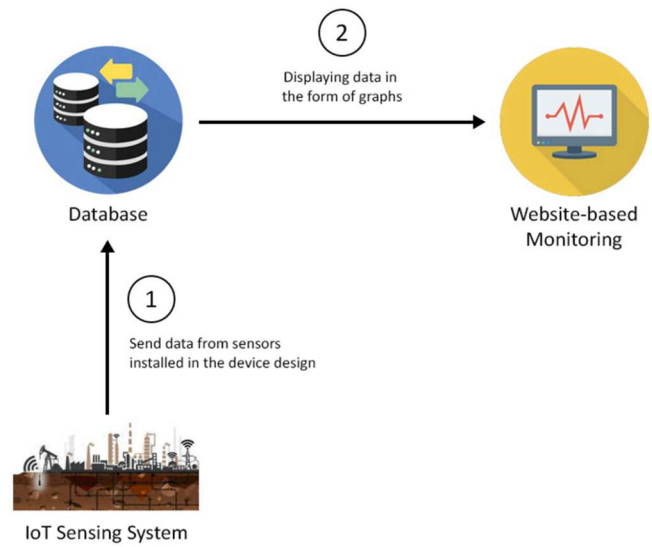 2
Displaying data in
the form of graphs
Database
Website-based
Monitoring
1
Send data from sensors
installed in the device design
IoT Sensing System